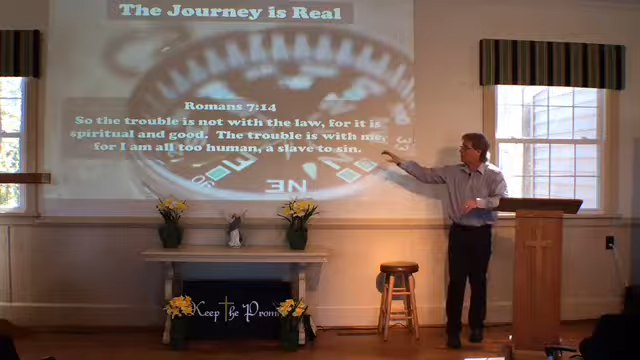 The Journey is Real
Romans 7:14
So the trouble is not with the law, for it is
spiritual and good. The trouble is with me,
for I am all too human, a slave to sin.
33
NE
Keep The